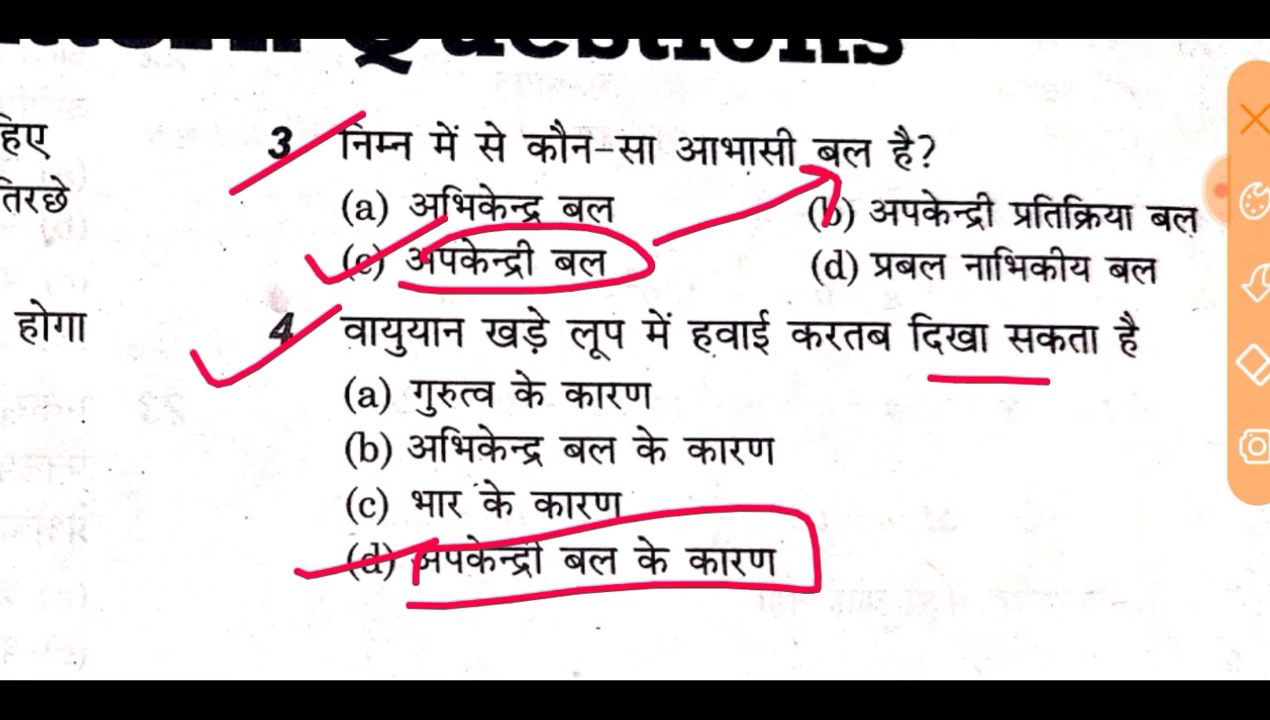 Questions
हिए
तिरछे
होगा
3 निम्न में से कौन-सा आभासी बल है?
(a) अभिकेन्द्र बल (b) अपकेन्द्री प्रतिक्रिया बल
(c) अपकेन्द्री बल (d) प्रबल नाभिकीय बल
4 वायुयान खड़े लूप में हवाई करतब दिखा सकता है
(a) गुरुत्व के कारण
(b) अभिकेन्द्र बल के कारण
(c) भार के कारण
(d) अपकेन्द्री बल के कारण